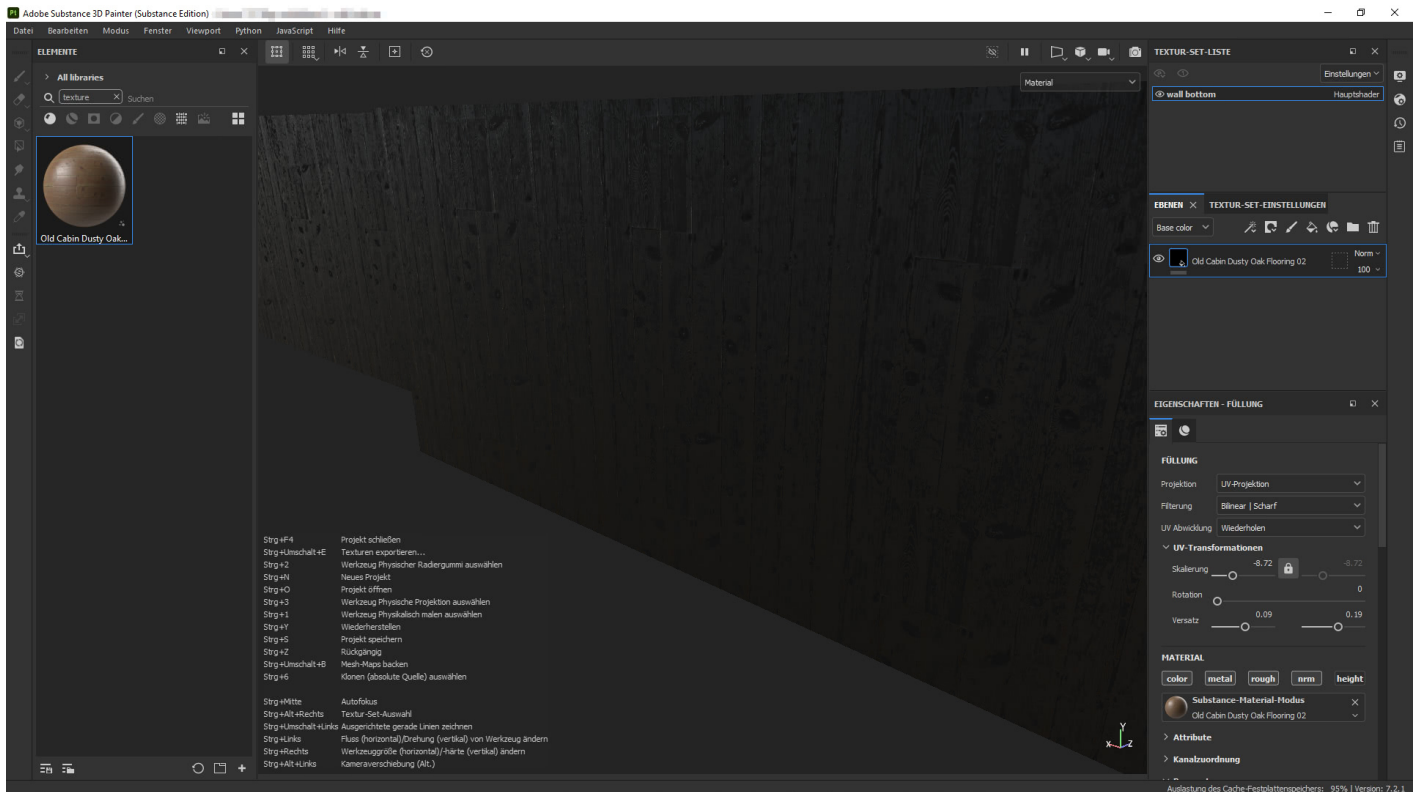 Adobe Substance 3D Painter (Substance Edition)
Datei Bearbeiten Modus Fenster Viewport Python JavaScript Hilfe
ELEMENTE
All libraries
texture Suchen
Old Cabin Dusty Oak...
Material
Strg+F4 Projekt schließen
Strg+Umschalt+E Texturen exportieren...
Strg+2 Werkzeug Physischer Radiergummi auswählen
Strg+N Neues Projekt
Strg+O Projekt öffnen
Strg+3 Werkzeug Physische Projektion auswählen
Strg+1 Werkzeug Physikalisch malen auswählen
Strg+Y Wiederherstellen
Strg+S Projekt speichern
Strg+Z Rückgängig
Strg+Umschalt+B Mesh-Maps backen
Strg+6 Klonen (absolute Quelle) auswählen
Strg+Mitte Autofokus
Strg+Alt+Rechts Textur-Set-Auswahl
Strg+Umschalt+Links Ausgerichtete gerade Linien zeichnen
Strg+Links Fluss (horizontal)/Drehung (vertikal) von Werkzeug ändern
Strg+Rechts Werkzeuggröße (horizontal)/-härte (vertikal) ändern
Strg+Alt+Links Kameraverschiebung (Alt.)
Y
X Z
TEXTUR-SET-LISTE
Einstellungen
wall bottom Hauptshader
EBENEN TEXTUR-SET-EINSTELLUNGEN
Base color
Old Cabin Dusty Oak Flooring 02 Norm
100
EIGENSCHAFTEN - FÜLLUNG
FÜLLUNG
Projektion UV-Projektion
Filterung Bilinear | Scharf
UV Abwicklung Wiederholen
UV-Transformationen
Skalierung -8.72 -8.72
Rotation 0
Versatz 0.09 0.19
MATERIAL
color metal rough nrm height
Substance-Material-Modus
Old Cabin Dusty Oak Flooring 02
Attribute
Kanalzuordnung
Auslastung des Cache-Festplattenspeichers: 95% | Version: 7.2.1